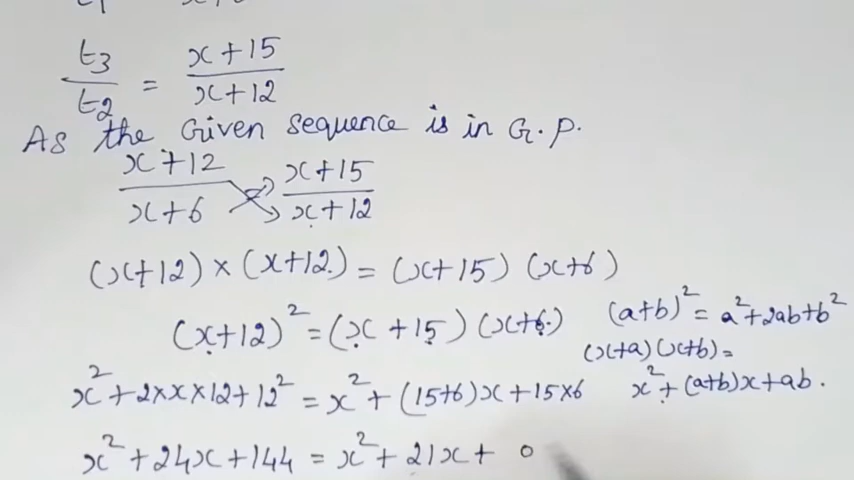 t3/t2 = x+15/x+12
As the Given sequence is in G.P.
x+12/x+6 x+15/x+12
(x+12) × (x+12) = (x+15) (x+6)
(x+12)² = (x+15) (x+6) (a+b)² = a²+2ab+b²
(x+a)(x+b)=
x²+2×x×12+12² = x²+(15+6)x+15×6 x²+(a+b)x+ab.
x²+24x+144 = x²+21x+